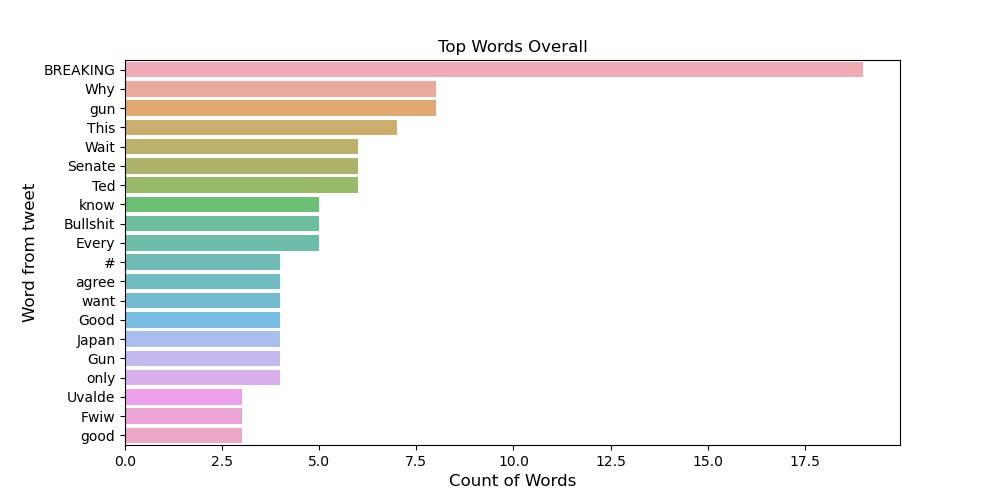 Top Words Overall
BREAKING
Why
gun
This
Wait
Senate
Ted
know
Bullshit
Every
#
agree
want
Good
Japan
Gun
only
Uvalde
Fwiw
good
Word from tweet
0.0 2.5 5.0 7.5 10.0 12.5 15.0 17.5
Count of Words